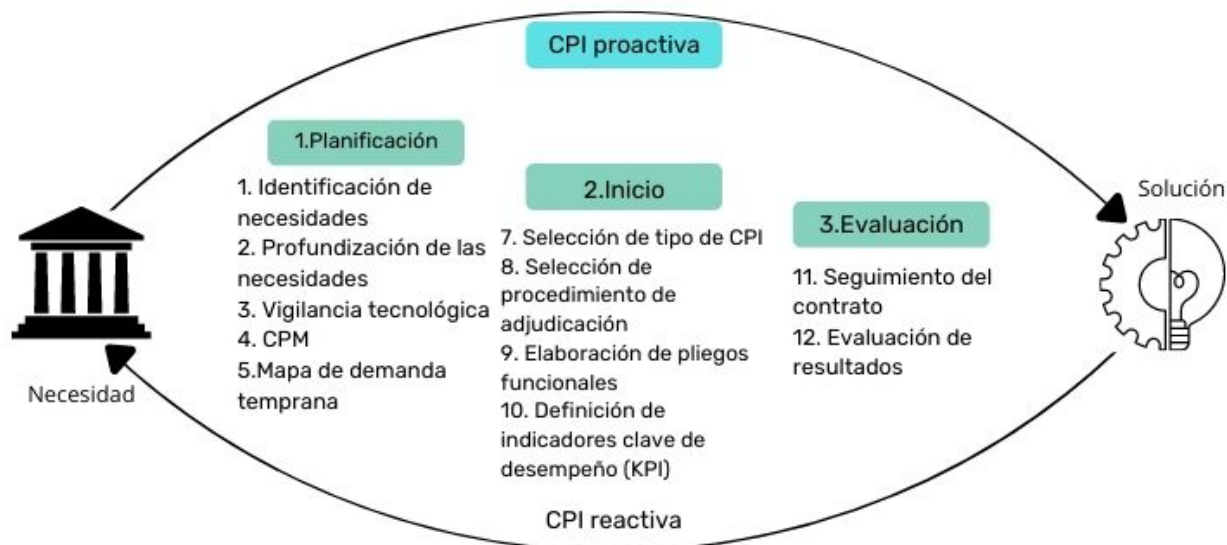 CPI proactiva
1.Planificación
1. Identificación de
necesidades
2. Profundización de las
necesidades
3. Vigilancia tecnológica
4. CPM
5.Mapa de demanda
temprana
2.Inicio
7. Selección de tipo de CPI
8. Selección de
procedimiento de
adjudicación
9. Elaboración de pliegos
funcionales
10. Definición de
indicadores clave de
desempeño (KPI)
3.Evaluación
11. Seguimiento del
contrato
12. Evaluación de
resultados
Solución
Necesidad
CPI reactiva